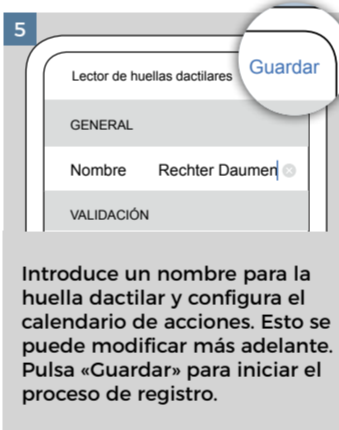 5
Guardar
Lector de huellas dactilares
GENERAL
Nombre Rechter Daumen
VALIDACIÓN
Introduce un nombre para la
huella dactilar y configura el
calendario de acciones. Esto se
puede modificar más adelante.
Pulsa «Guardar» para iniciar el
proceso de registro.